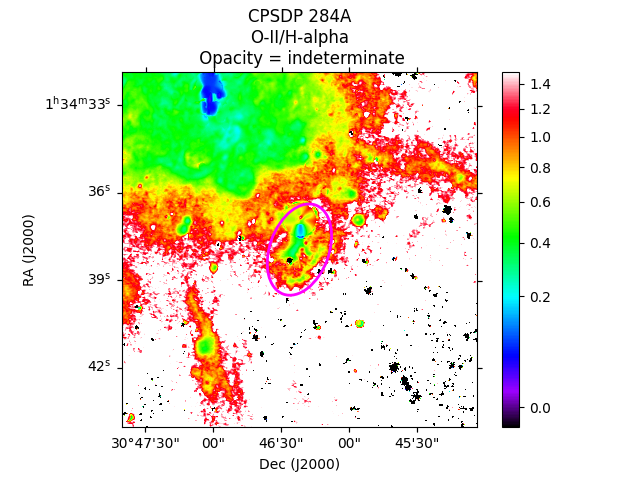 CPSDP 284A
O-II/H-alpha
Opacity = indeterminate
1ʰ34ᵐ33ˢ
36ˢ
39ˢ
42ˢ
RA (J2000)
30°47'30" 00" 46'30" 00" 45'30"
Dec (J2000)
1.4
1.2
1.0
0.8
0.6
0.4
0.2
0.0